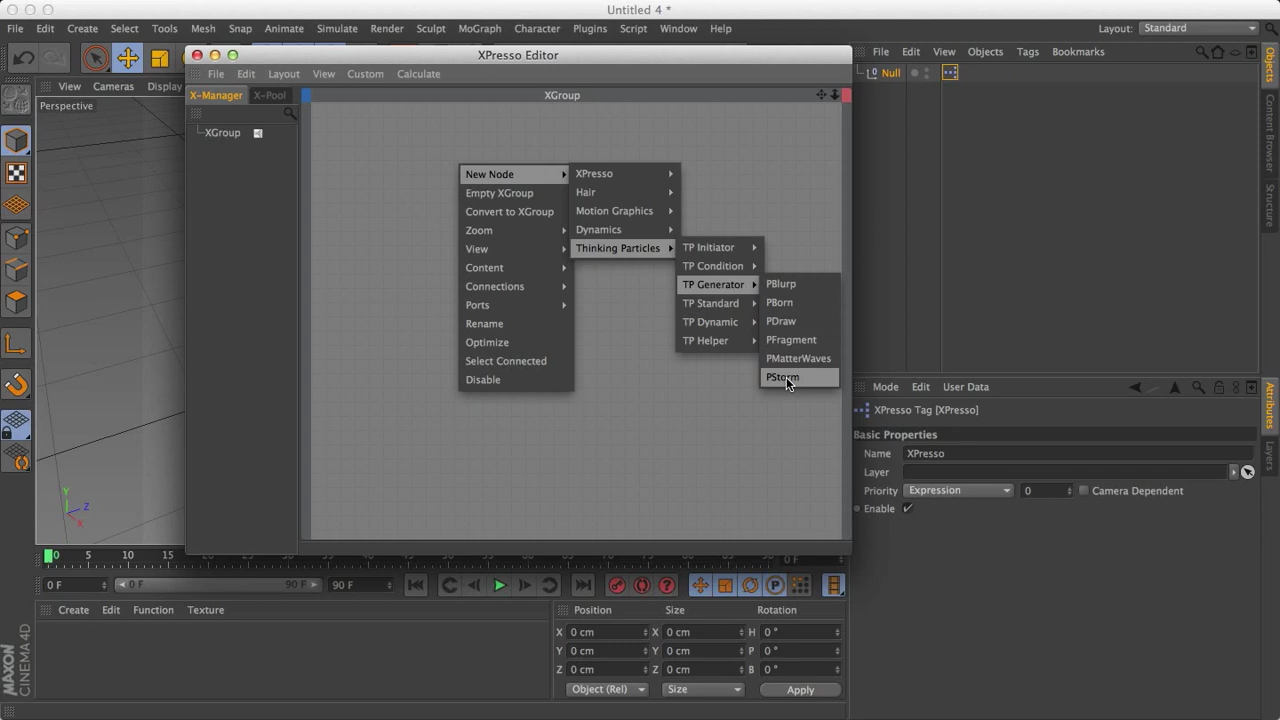 Untitled 4 *
File Edit Create Select Tools Mesh Snap Animate Simulate Render Sculpt MoGraph Character Plugins Script Window Help Layout: Standard
XPresso Editor
File Edit View Objects Tags Bookmarks
Null
View Cameras Display
Perspective
File Edit Layout View Custom Calculate
X-Manager X-Pool
XGroup
XGroup
New Node
Empty XGroup
Convert to XGroup
Zoom
View
Content
Connections
Ports
Rename
Optimize
Select Connected
Disable
XPresso
Hair
Motion Graphics
Dynamics
Thinking Particles
TP Initiator
TP Condition
TP Generator
TP Standard
TP Dynamic
TP Helper
PBlurp
PBorn
PDraw
PFragment
PMatterWaves
PStorm
Y
Z
X
Objects
Content Browser
Structure
Mode Edit User Data
XPresso Tag [XPresso]
Basic Properties
Name XPresso
Layer
Priority Expression 0 Camera Dependent
Enable
Attributes
Layers
0 5 10 15 0 F
0 F 0 F 90 F 90 F
P
Create Edit Function Texture
Position Size Rotation
X 0 cm X 0 cm H 0 °
Y 0 cm Y 0 cm P 0 °
Z 0 cm Z 0 cm B 0 °
Object (Rel) Size Apply
MAXON
CINEMA 4D